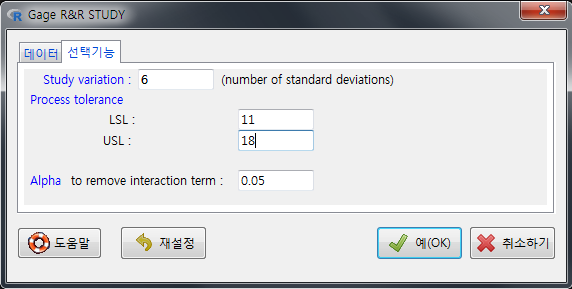 Gage R&R STUDY
데이터 선택기능
Study variation : 6 (number of standard deviations)
Process tolerance
LSL : 11
USL : 18
Alpha to remove interaction term : 0.05
도움말 재설정 예(OK) 취소하기